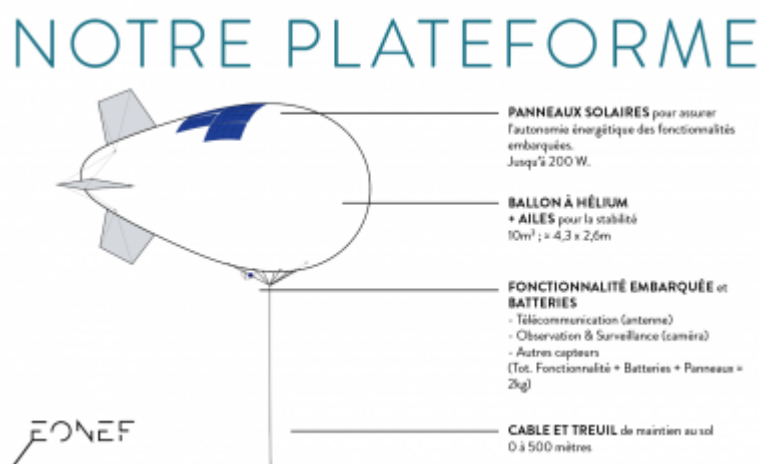 NOTRE PLATEFORME
PANNEAUX SOLAIRES pour assurer
l'autonomie énergétique des fonctionnalités
embarquées.
Jusqu'à 200 W.
BALLON À HÉLIUM
+ AILES pour la stabilité
10m³ ; ≈ 4,3 x 2,6m
FONCTIONNALITÉ EMBARQUÉE et
BATTERIES
- Télécommunication (antenne)
- Observation & Surveillance (caméra)
- Autres capteurs
(Tot. Fonctionnalité + Batteries + Panneaux =
2kg)
EONEF
CABLE ET TREUIL de maintien au sol
0 à 500 mètres